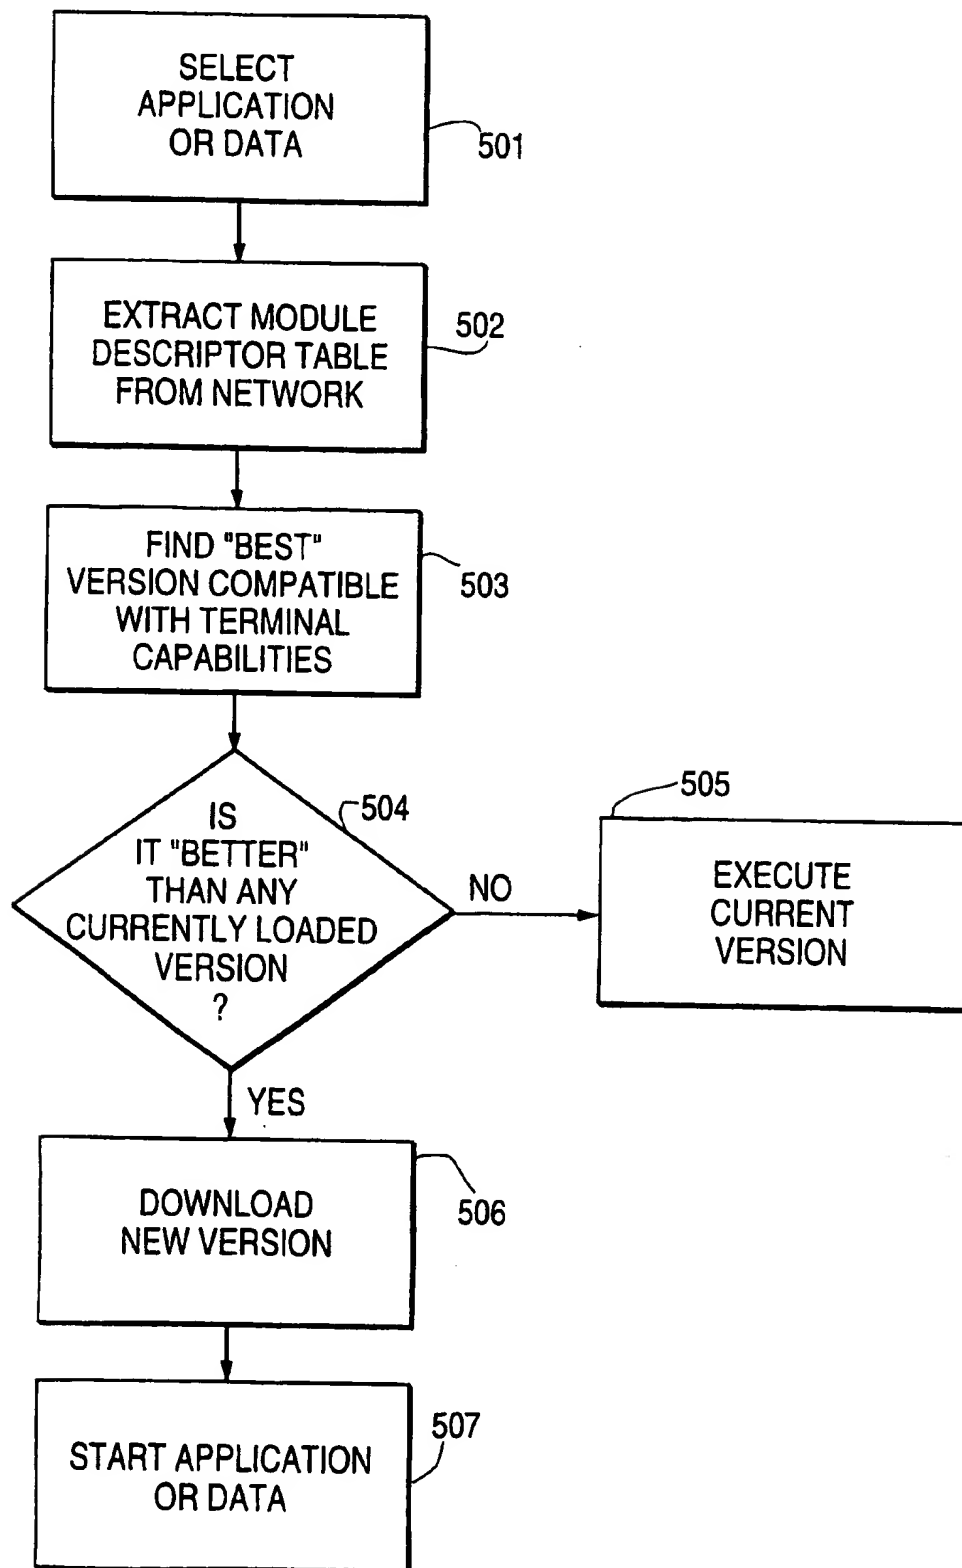 SELECT
APPLICATION
OR DATA
501
EXTRACT MODULE
DESCRIPTOR TABLE
FROM NETWORK
502
FIND "BEST"
VERSION COMPATIBLE
WITH TERMINAL
CAPABILITIES
503
IS
IT "BETTER"
THAN ANY
CURRENTLY LOADED
VERSION
?
504
NO
505
EXECUTE
CURRENT
VERSION
YES
DOWNLOAD
NEW VERSION
506
START APPLICATION
OR DATA
507